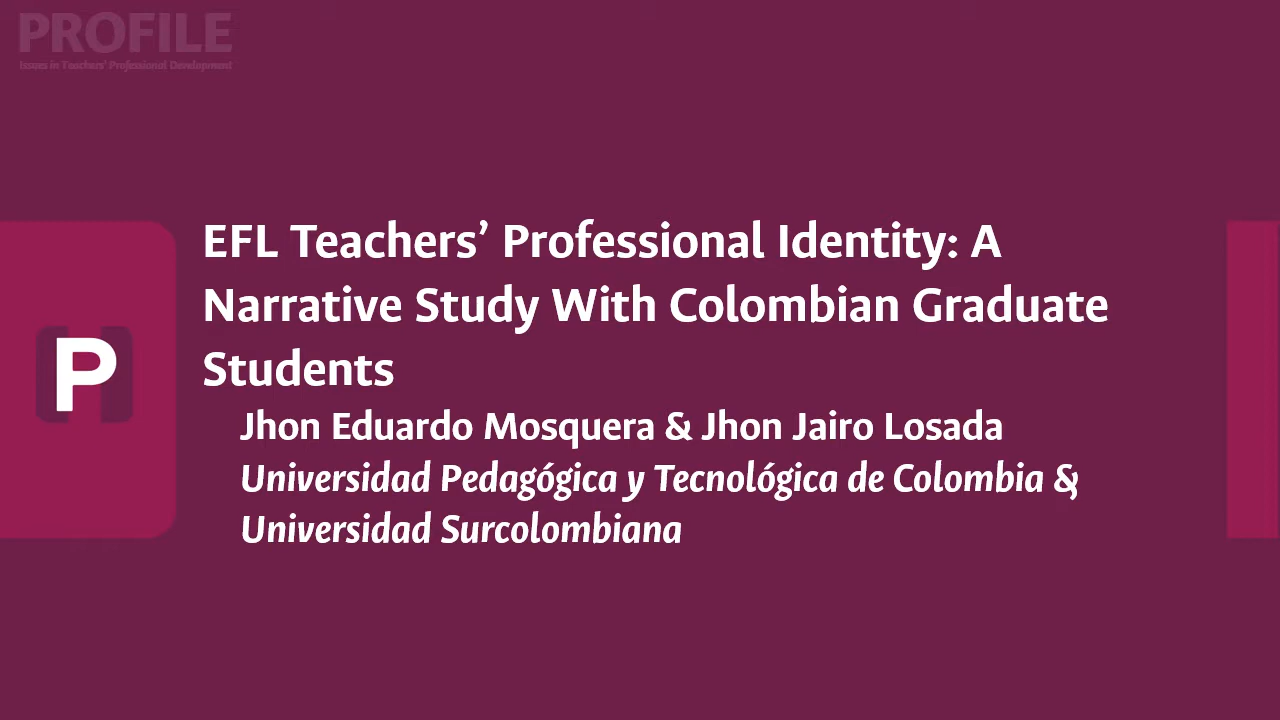 PROFILE
Issues in Teachers' Professional Development
EFL Teachers’ Professional Identity: A
Narrative Study With Colombian Graduate
Students
P
Jhon Eduardo Mosquera & Jhon Jairo Losada
Universidad Pedagógica y Tecnológica de Colombia &
Universidad Surcolombiana